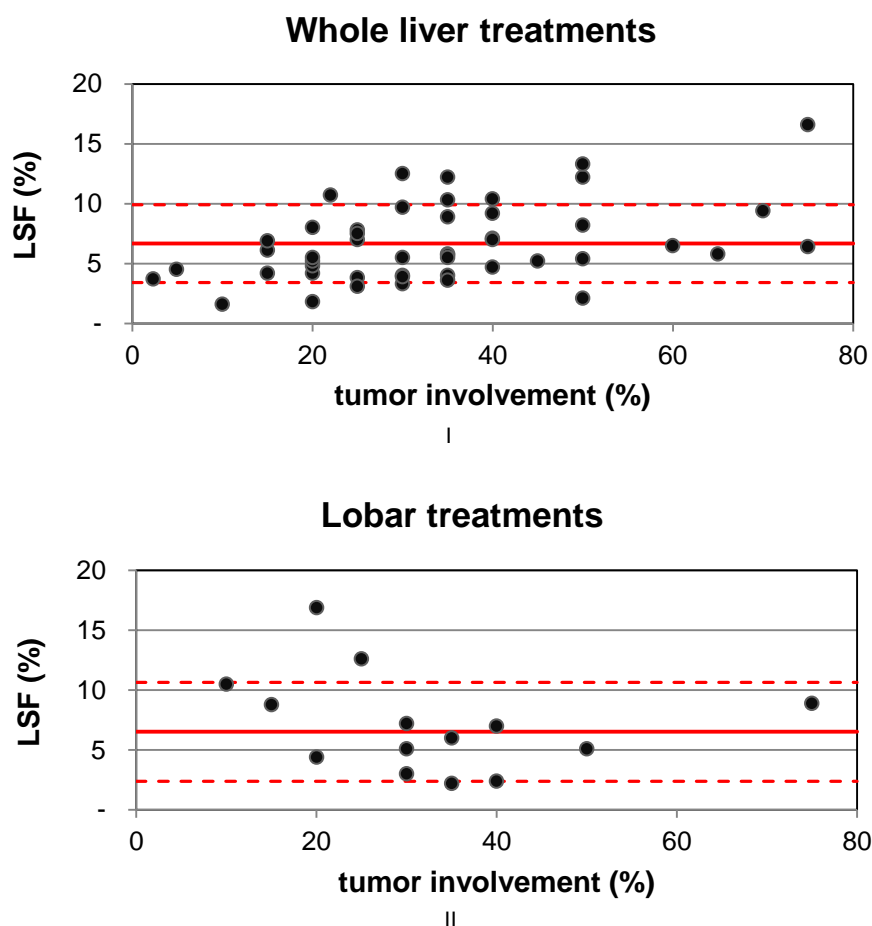 Whole liver treatments
20
15
10
5
-
LSF (%)
0 20 40 60 80
tumor involvement (%)
I
Lobar treatments
20
15
10
5
-
LSF (%)
0 20 40 60 80
tumor involvement (%)
II